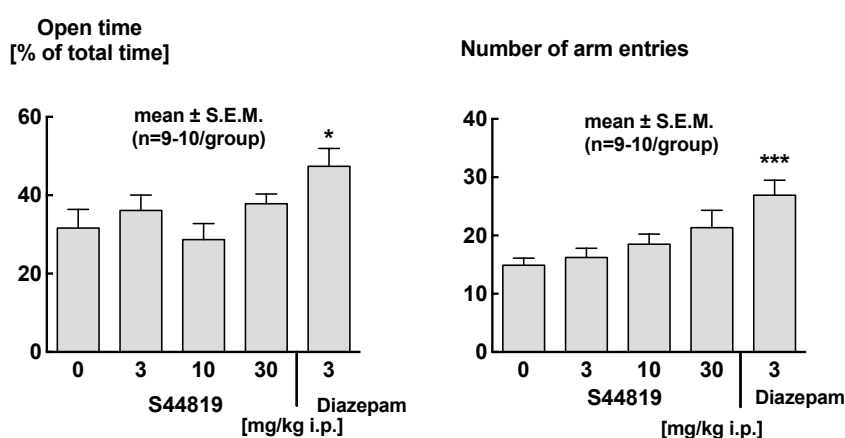 Open time
[% of total time]
60
40
20
0
mean ± S.E.M.
(n=9-10/group)
*
0 3 10 30 3
S44819 Diazepam
[mg/kg i.p.]
Number of arm entries
40
30
20
10
0
mean ± S.E.M.
(n=9-10/group)
***
0 3 10 30 3
S44819 Diazepam
[mg/kg i.p.]